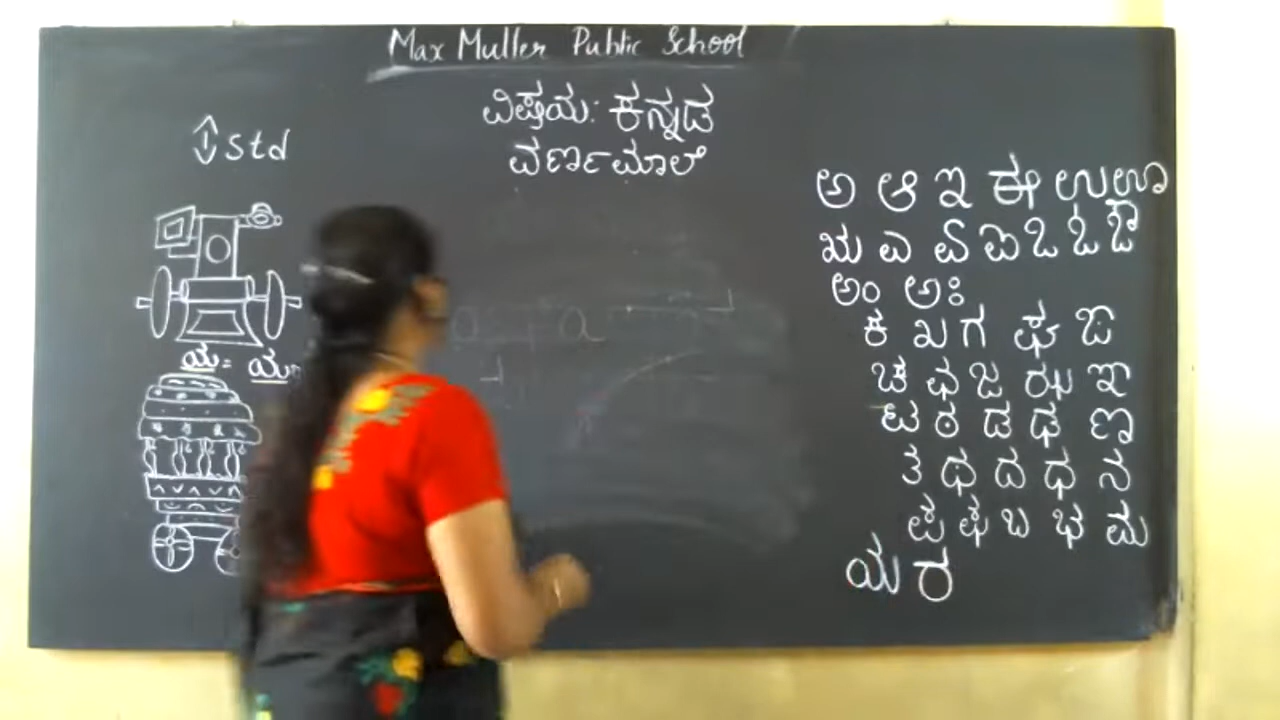 Max Muller Public School
ವಿಷಯ: ಕನ್ನಡ
ವರ್ಣಮಾಲೆ
I std
ಯ = ಯ
ಅ ಆ ಇ ಈ ಉ ಊ
ಋ ಎ ಏ ಐ ಒ ಓ ಔ
ಅಂ ಅಃ
ಕ ಖ ಗ ಘ ಙ
ಚ ಛ ಜ ಝ ಞ
ಟ ಠ ಡ ಢ ಣ
ತ ಥ ದ ಧ ನ
ಪ ಫ ಬ ಭ ಮ
ಯ ರ